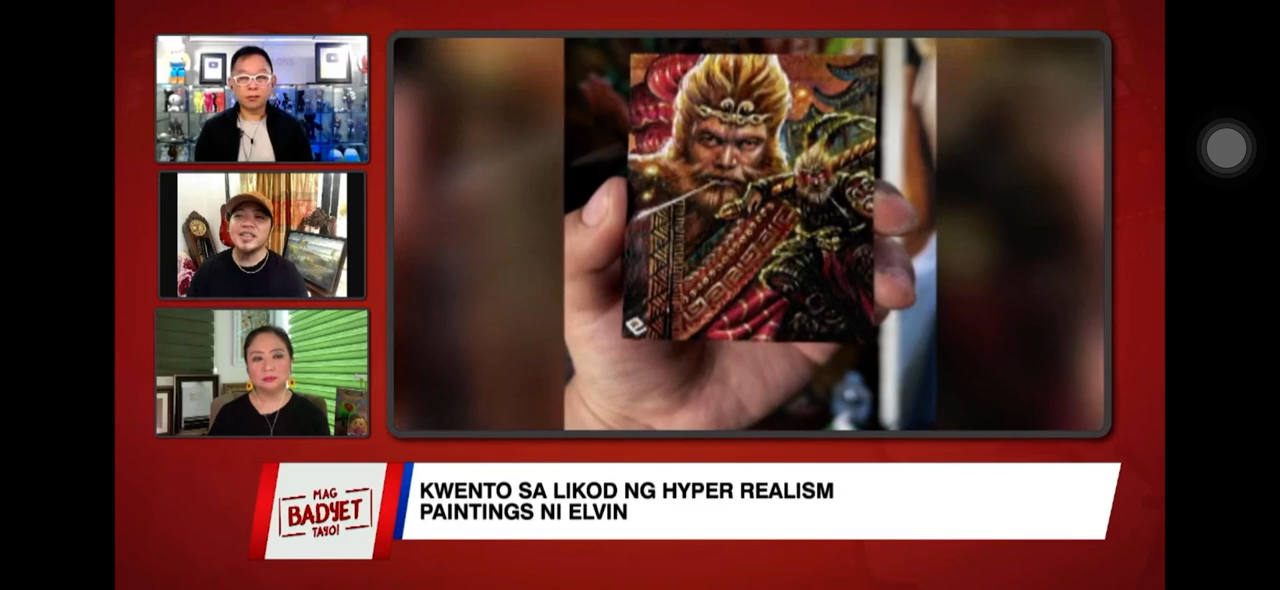 MAG
BADYET
TAYO!
KWENTO SA LIKOD NG HYPER REALISM
PAINTINGS NI ELVIN